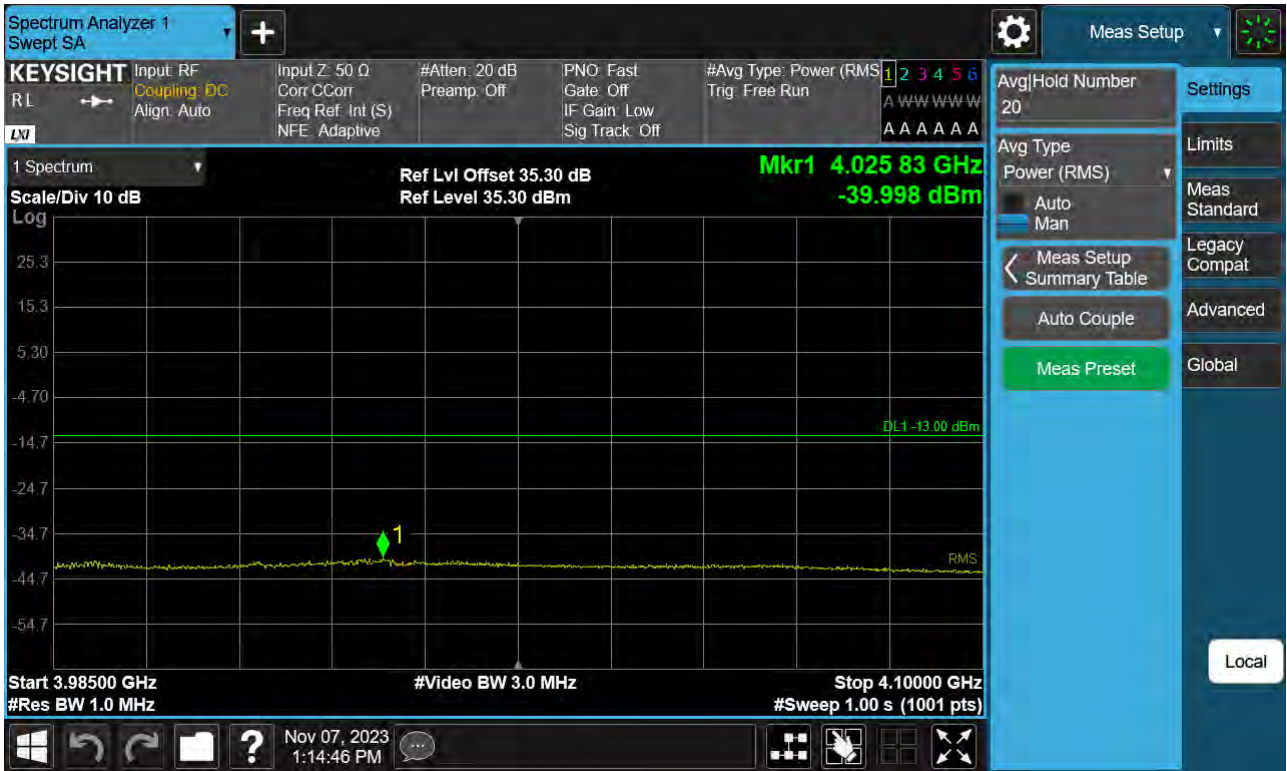 Spectrum Analyzer 1
Swept SA
+
Meas Setup
KEYSIGHT
RL
LXI
Input: RF
Coupling: DC
Align: Auto
Input Z: 50 Ω
Corr CCorr
Freq Ref: Int (S)
NFE: Adaptive
#Atten: 20 dB
Preamp: Off
PNO: Fast
Gate: Off
IF Gain: Low
Sig Track: Off
#Avg Type: Power (RMS
Trig: Free Run
1 2 3 4 5 6
A W W W W W
A A A A A A
1 Spectrum
Scale/Div 10 dB
Log
Ref Lvl Offset 35.30 dB
Ref Level 35.30 dBm
Mkr1 4.025 83 GHz
-39.998 dBm
25.3
15.3
5.30
-4.70
DL1 -13.00 dBm
-14.7
-24.7
-34.7
1
RMS
-44.7
-54.7
Start 3.98500 GHz
#Res BW 1.0 MHz
#Video BW 3.0 MHz
Stop 4.10000 GHz
#Sweep 1.00 s (1001 pts)
Avg|Hold Number
20
Avg Type
Power (RMS)
Auto
Man
Meas Setup
Summary Table
Auto Couple
Meas Preset
Settings
Limits
Meas
Standard
Legacy
Compat
Advanced
Global
Local
?
Nov 07, 2023
1:14:46 PM